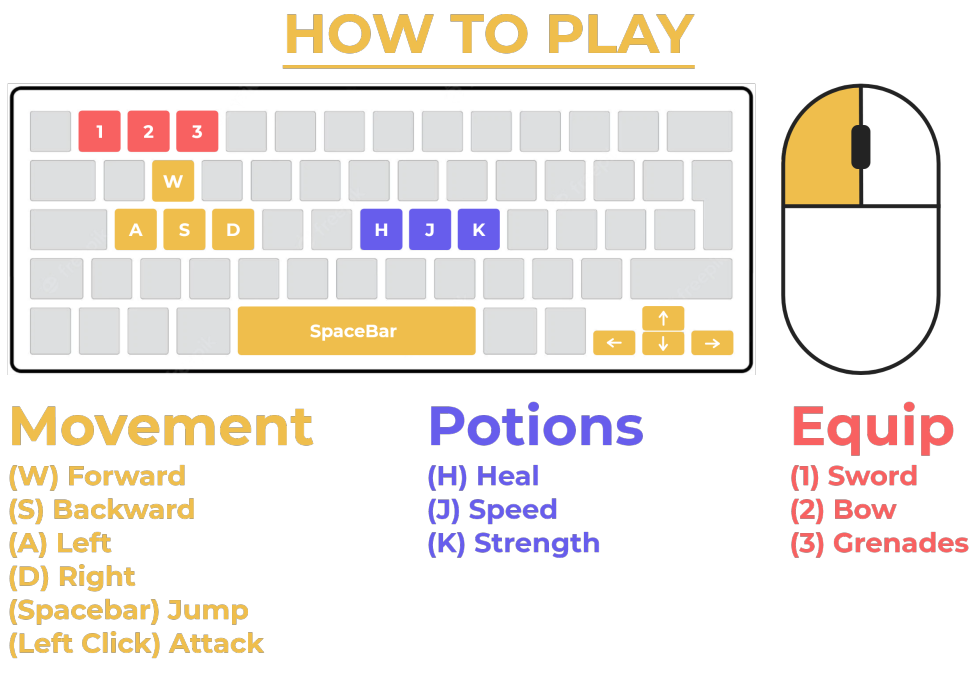 HOW TO PLAY
1 2 3
W
A S D H J K
SpaceBar ↑
← ↓ →
Movement
(W) Forward
(S) Backward
(A) Left
(D) Right
(Spacebar) Jump
(Left Click) Attack
Potions
(H) Heal
(J) Speed
(K) Strength
Equip
(1) Sword
(2) Bow
(3) Grenades